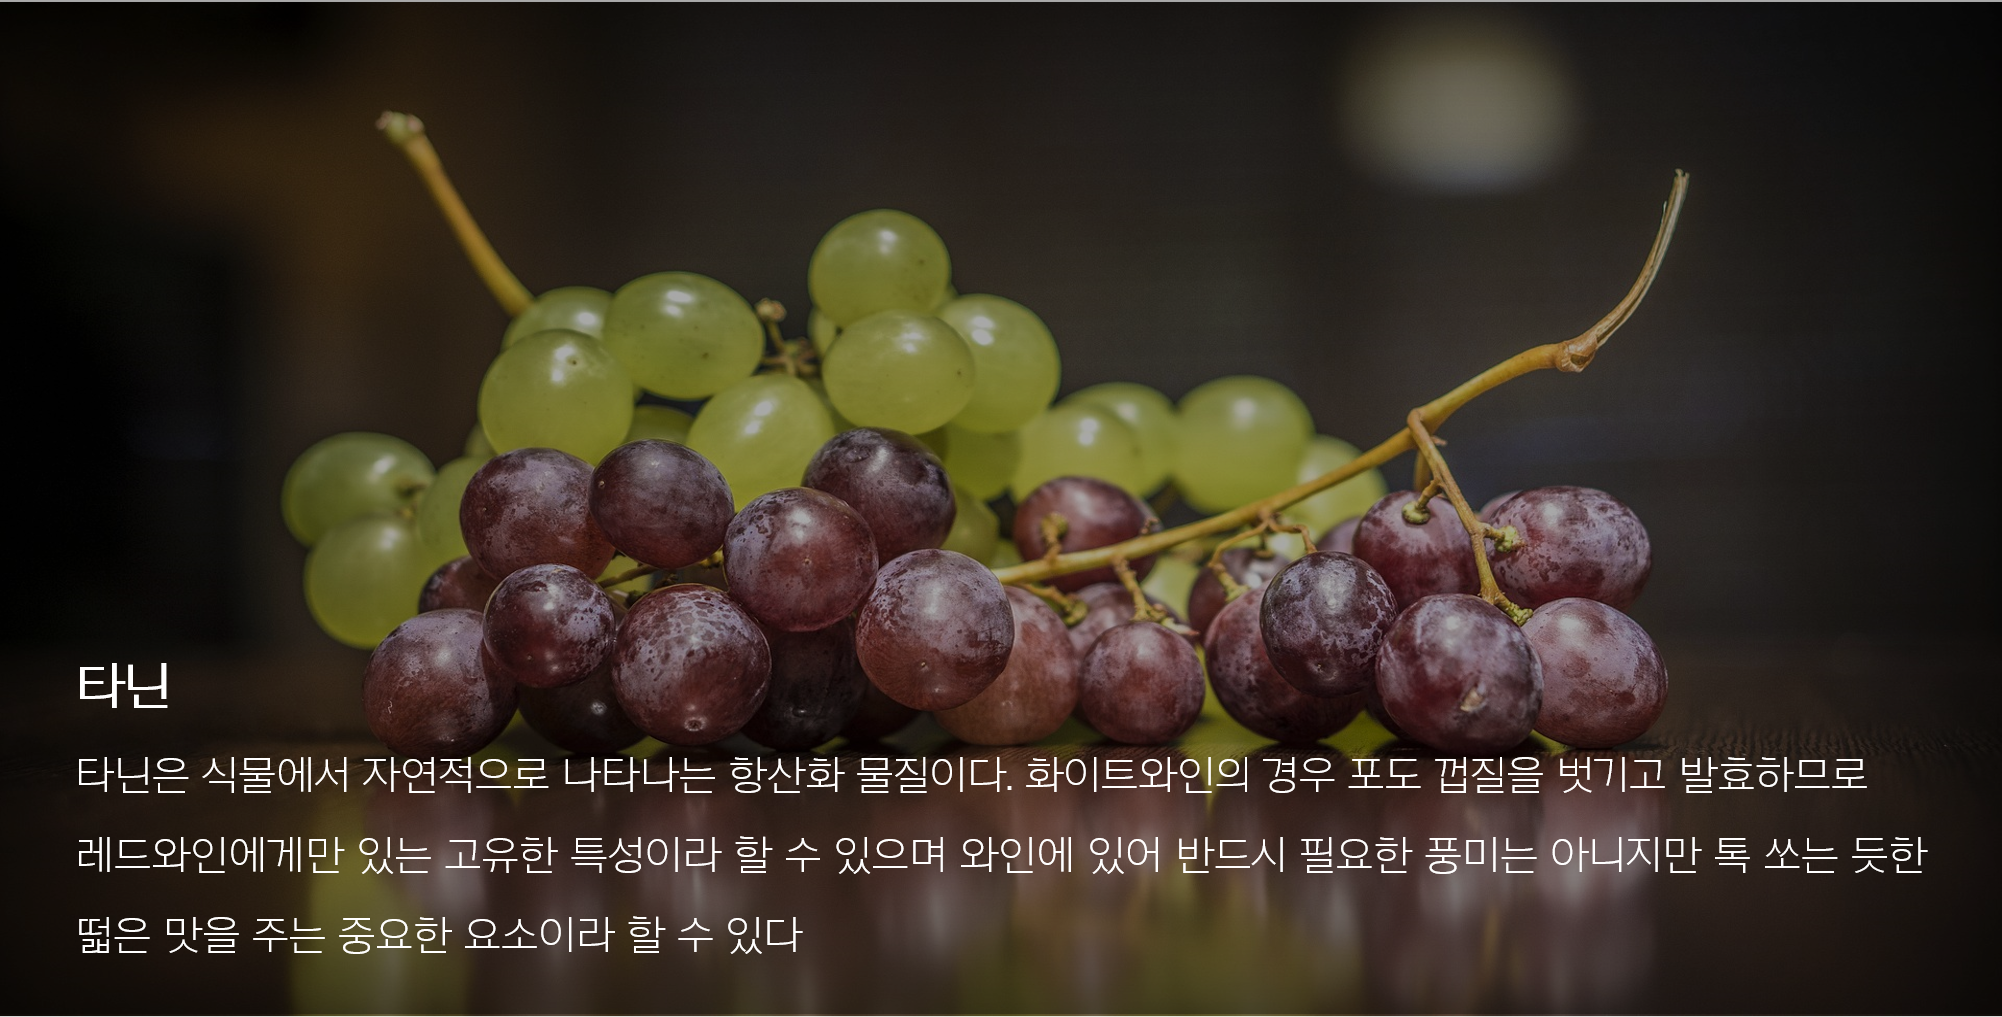 타닌
타닌은 식물에서 자연적으로 나타나는 항산화 물질이다. 화이트와인의 경우 포도 껍질을 벗기고 발효하므로
레드와인에게만 있는 고유한 특성이라 할 수 있으며 와인에 있어 반드시 필요한 풍미는 아니지만 톡 쏘는 듯한
떫은 맛을 주는 중요한 요소이라 할 수 있다